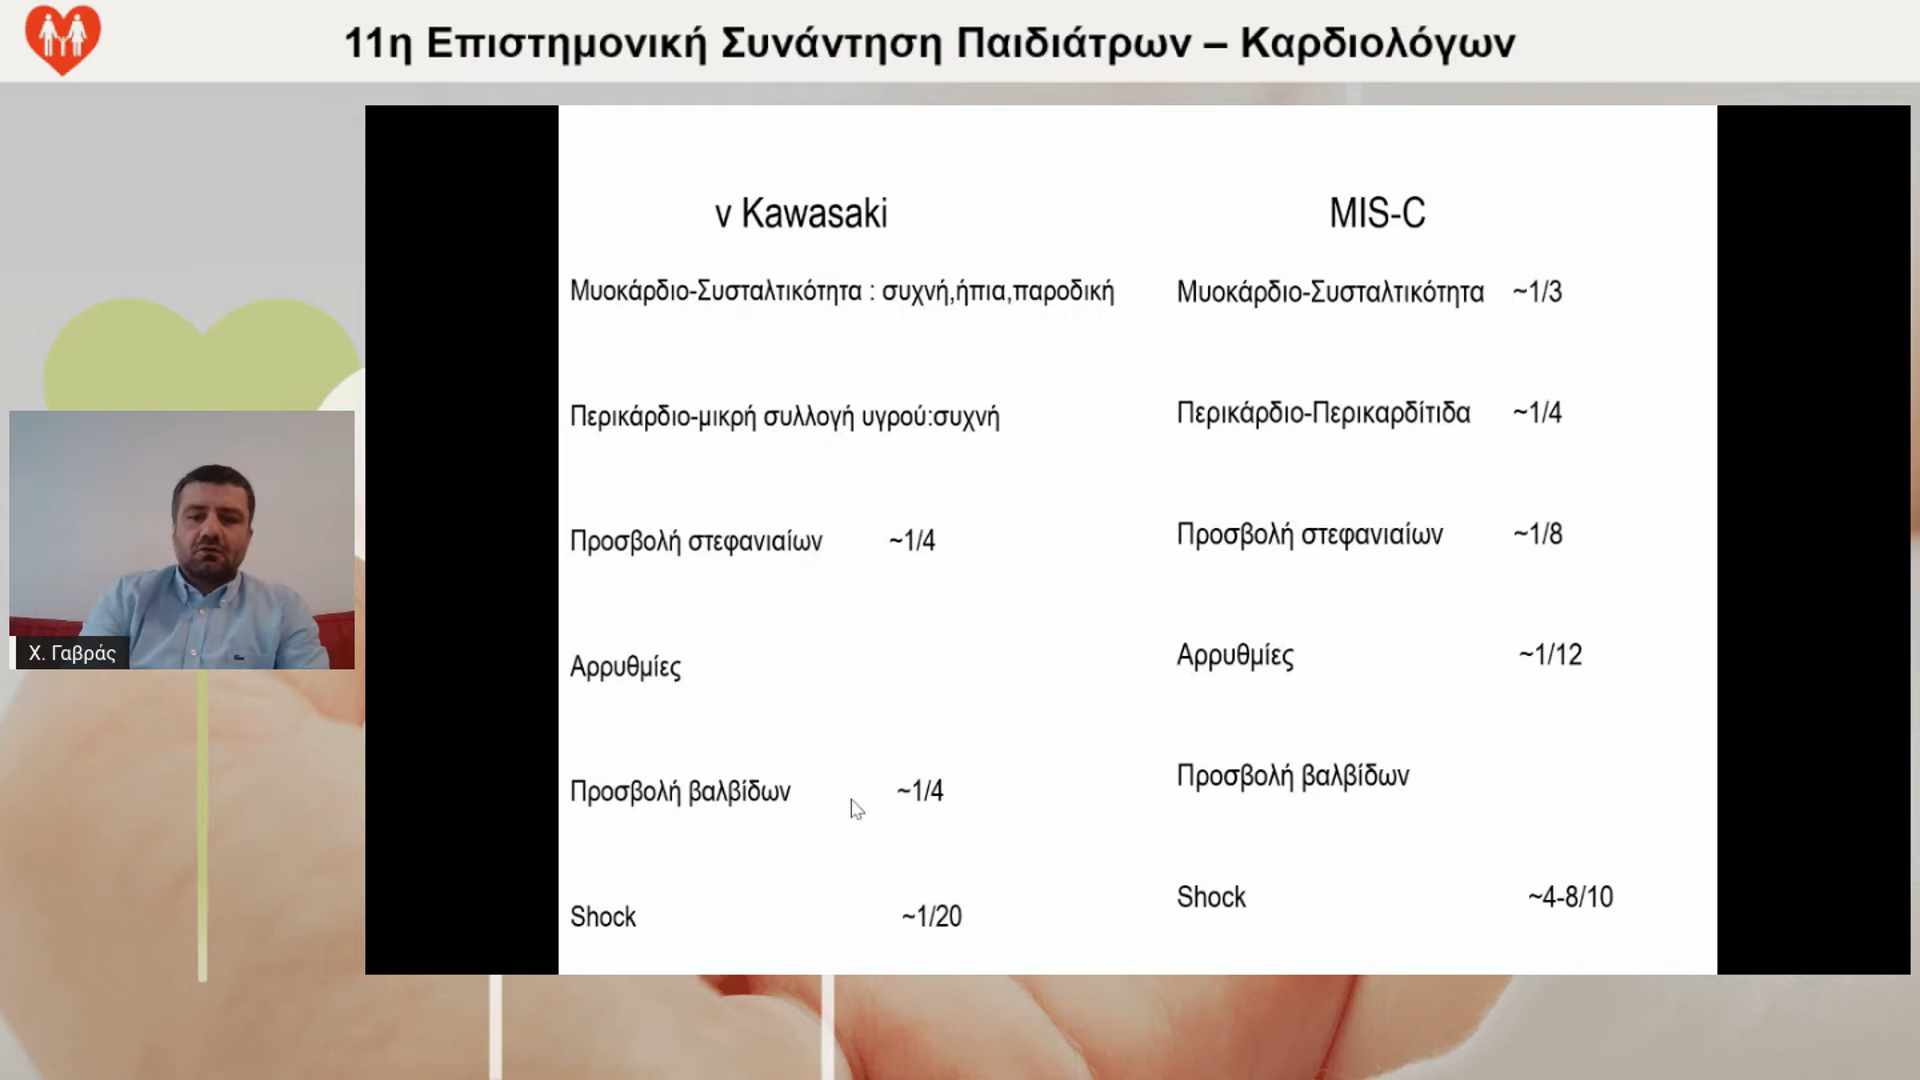 11η Επιστημονική Συνάντηση Παιδιάτρων – Καρδιολόγων
ν Kawasaki
Μυοκάρδιο-Συσταλτικότητα : συχνή,ήπια,παροδική
Περικάρδιο-μικρή συλλογή υγρού:συχνή
Προσβολή στεφανιαίων ~1/4
Αρρυθμίες
Προσβολή βαλβίδων ~1/4
Shock ~1/20
MIS-C
Μυοκάρδιο-Συσταλτικότητα ~1/3
Περικάρδιο-Περικαρδίτιδα ~1/4
Προσβολή στεφανιαίων ~1/8
Αρρυθμίες ~1/12
Προσβολή βαλβίδων
Shock ~4-8/10
Χ. Γαβράς